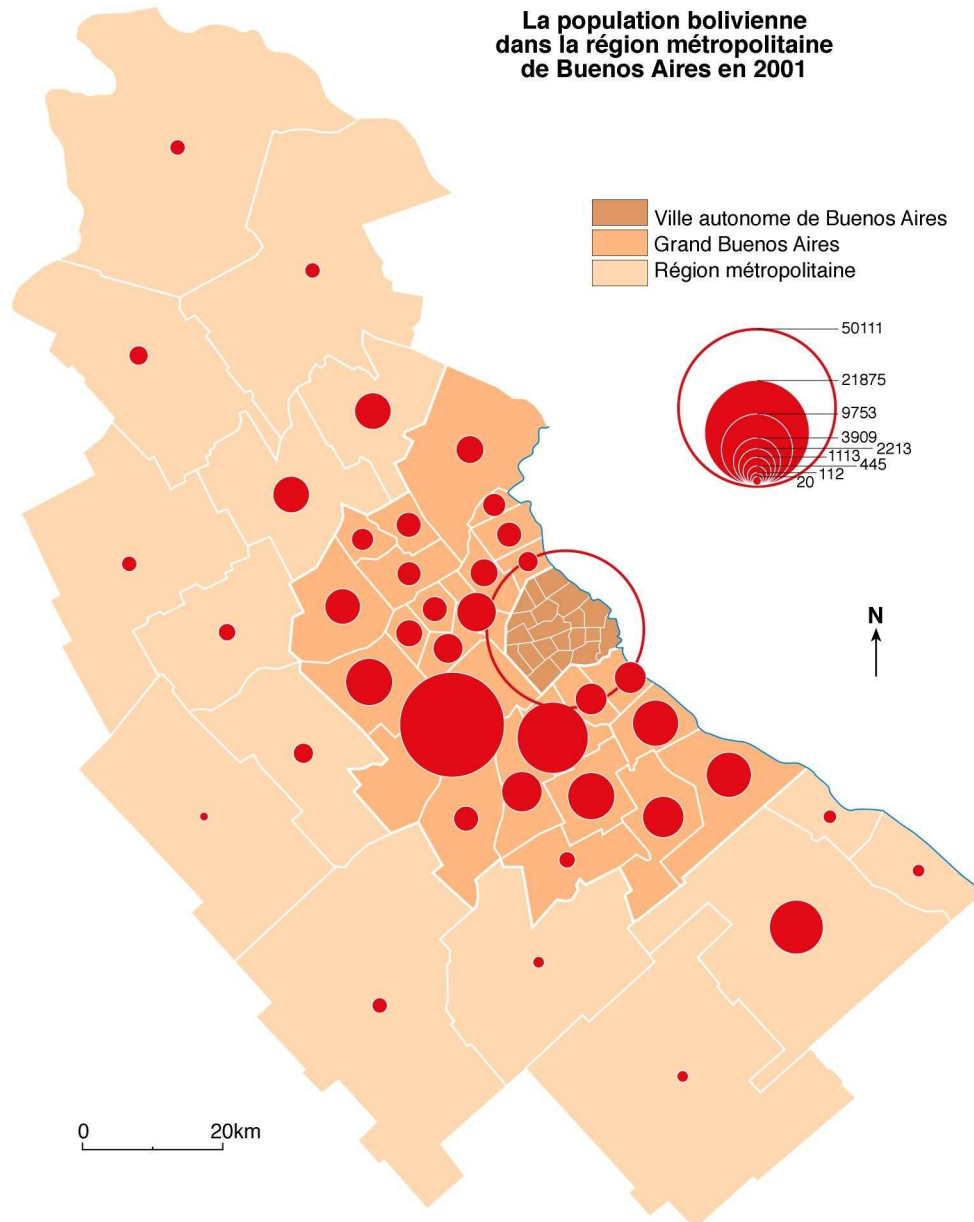 La population bolivienne
dans la région métropolitaine
de Buenos Aires en 2001
Ville autonome de Buenos Aires
Grand Buenos Aires
Région métropolitaine
50111
21875
9753
3909
2213
1113
445
112
20
N
0 20km